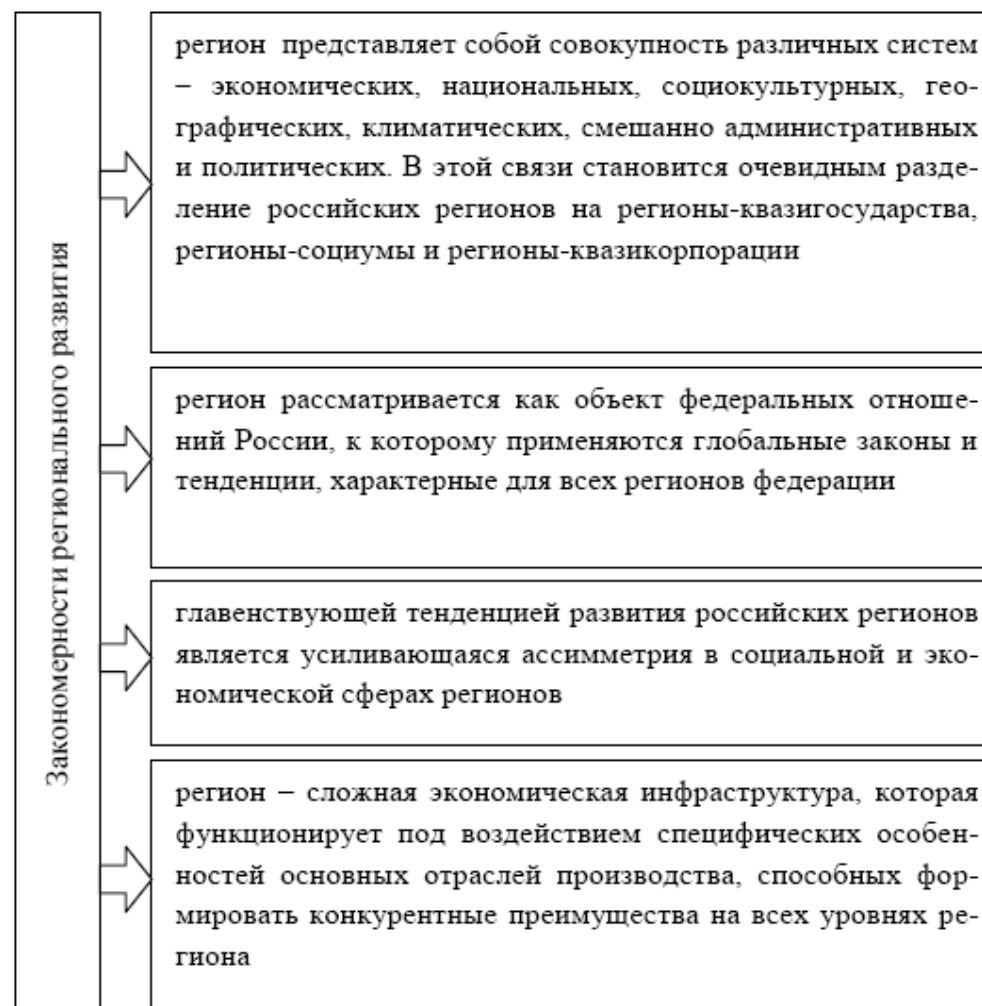 Закономерности регионального развития
регион представляет собой совокупность различных систем
– экономических, национальных, социокультурных, гео-
графических, климатических, смешанно административных
и политических. В этой связи становится очевидным разде-
ление российских регионов на регионы-квазигосударства,
регионы-социумы и регионы-квазикорпорации
регион рассматривается как объект федеральных отноше-
ний России, к которому применяются глобальные законы и
тенденции, характерные для всех регионов федерации
главенствующей тенденцией развития российских регионов
является усиливающаяся ассимметрия в социальной и эко-
номической сферах регионов
регион – сложная экономическая инфраструктура, которая
функционирует под воздействием специфических особен-
ностей основных отраслей производства, способных фор-
мировать конкурентные преимущества на всех уровнях ре-
гиона